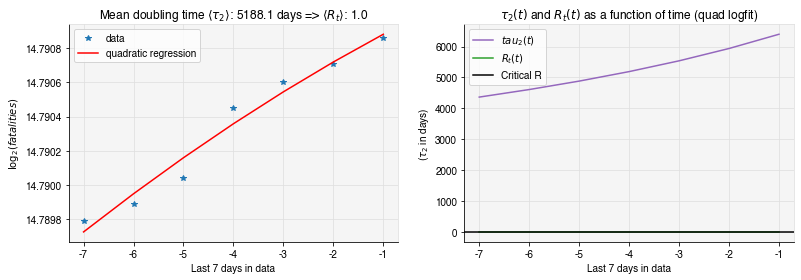 Mean doubling time ⟨τ₂⟩: 5188.1 days => ⟨Rₜ⟩: 1.0
data
quadratic regression
14.7908
14.7906
14.7904
14.7902
14.7900
14.7898
log₂(fatalities)
-7 -6 -5 -4 -3 -2 -1
Last 7 days in data
τ₂(t) and Rₜ(t) as a function of time (quad logfit)
tau₂(t)
Rₜ(t)
Critical R
6000
5000
4000
3000
2000
1000
0
(τ₂ in days)
-7 -6 -5 -4 -3 -2 -1
Last 7 days in data